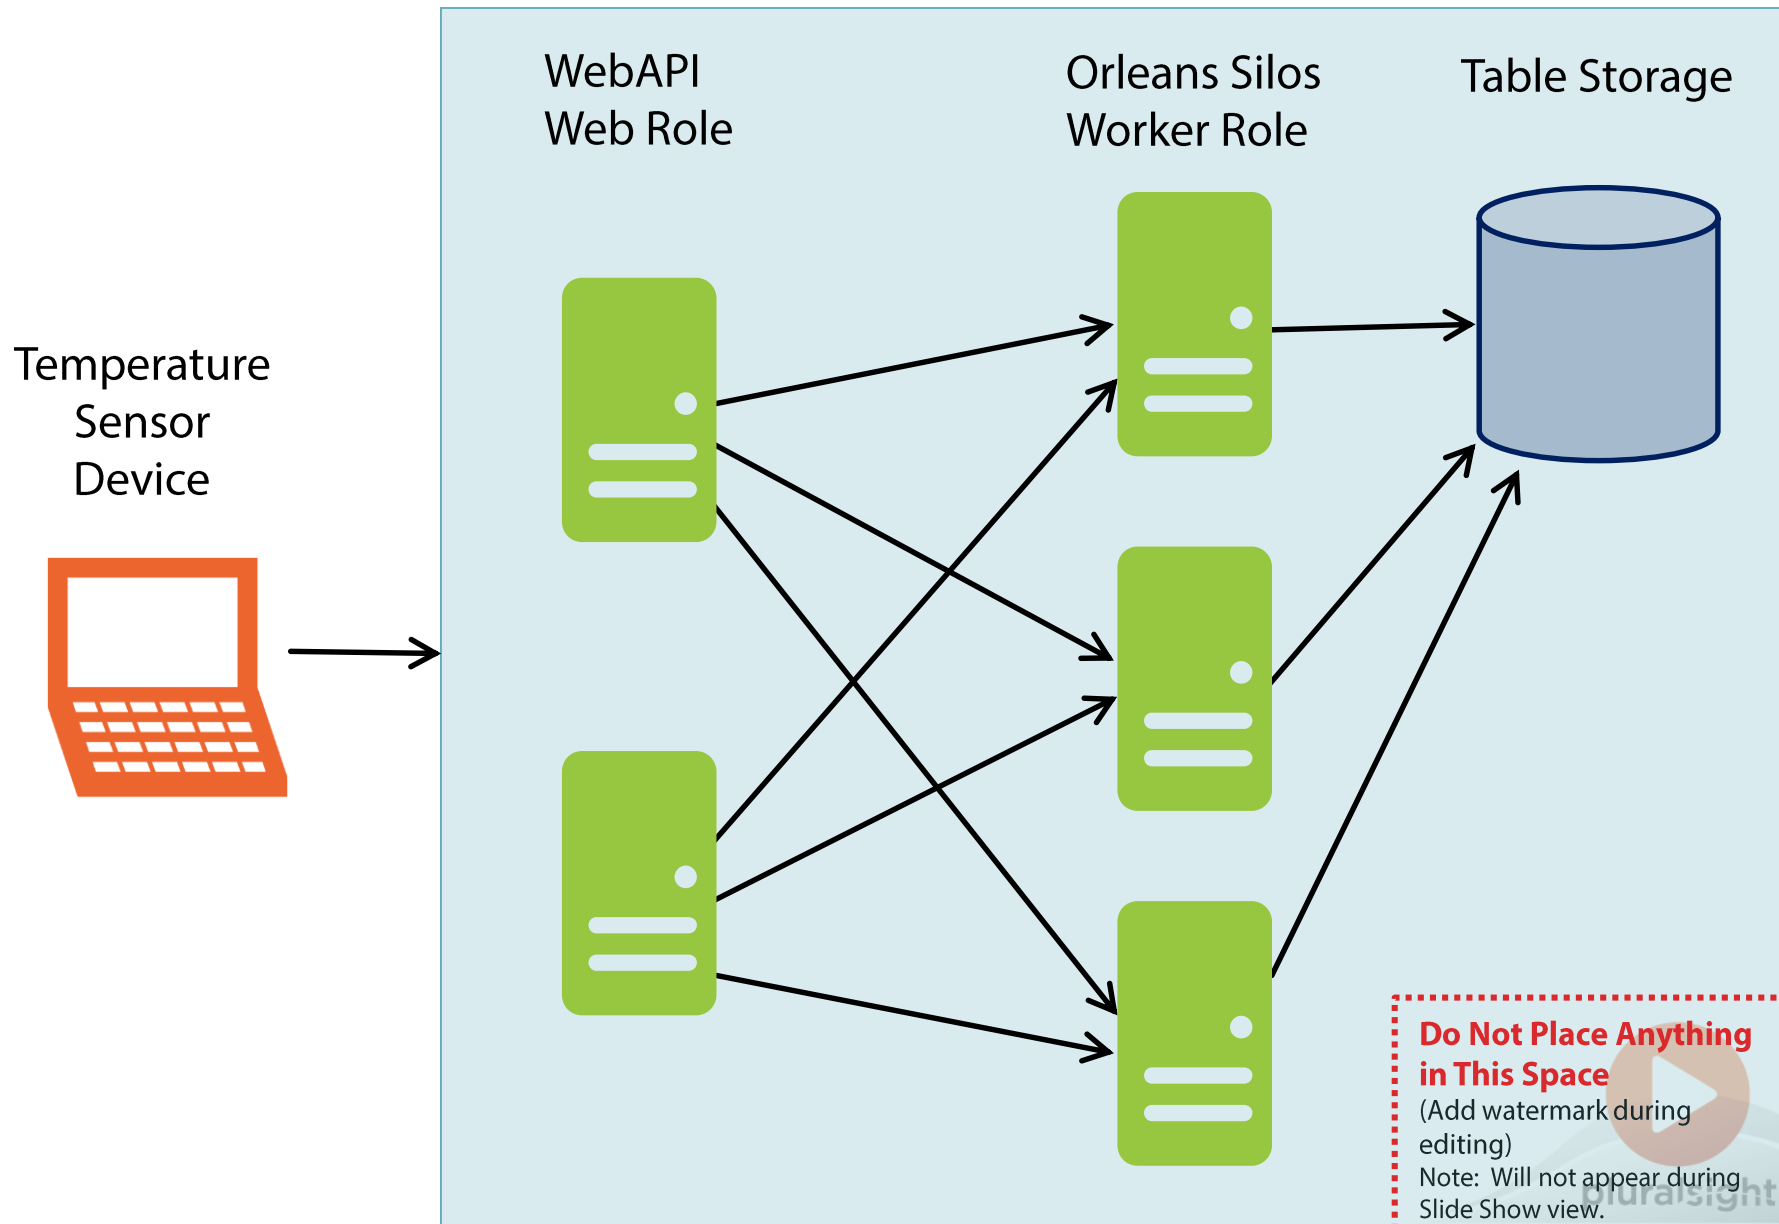 WebAPI
Web Role
Orleans Silos
Worker Role
Table Storage
Temperature
Sensor
Device
Do Not Place Anything
in This Space
(Add watermark during
editing)
Note:  Will not appear during
Slide Show view.
pluralsight